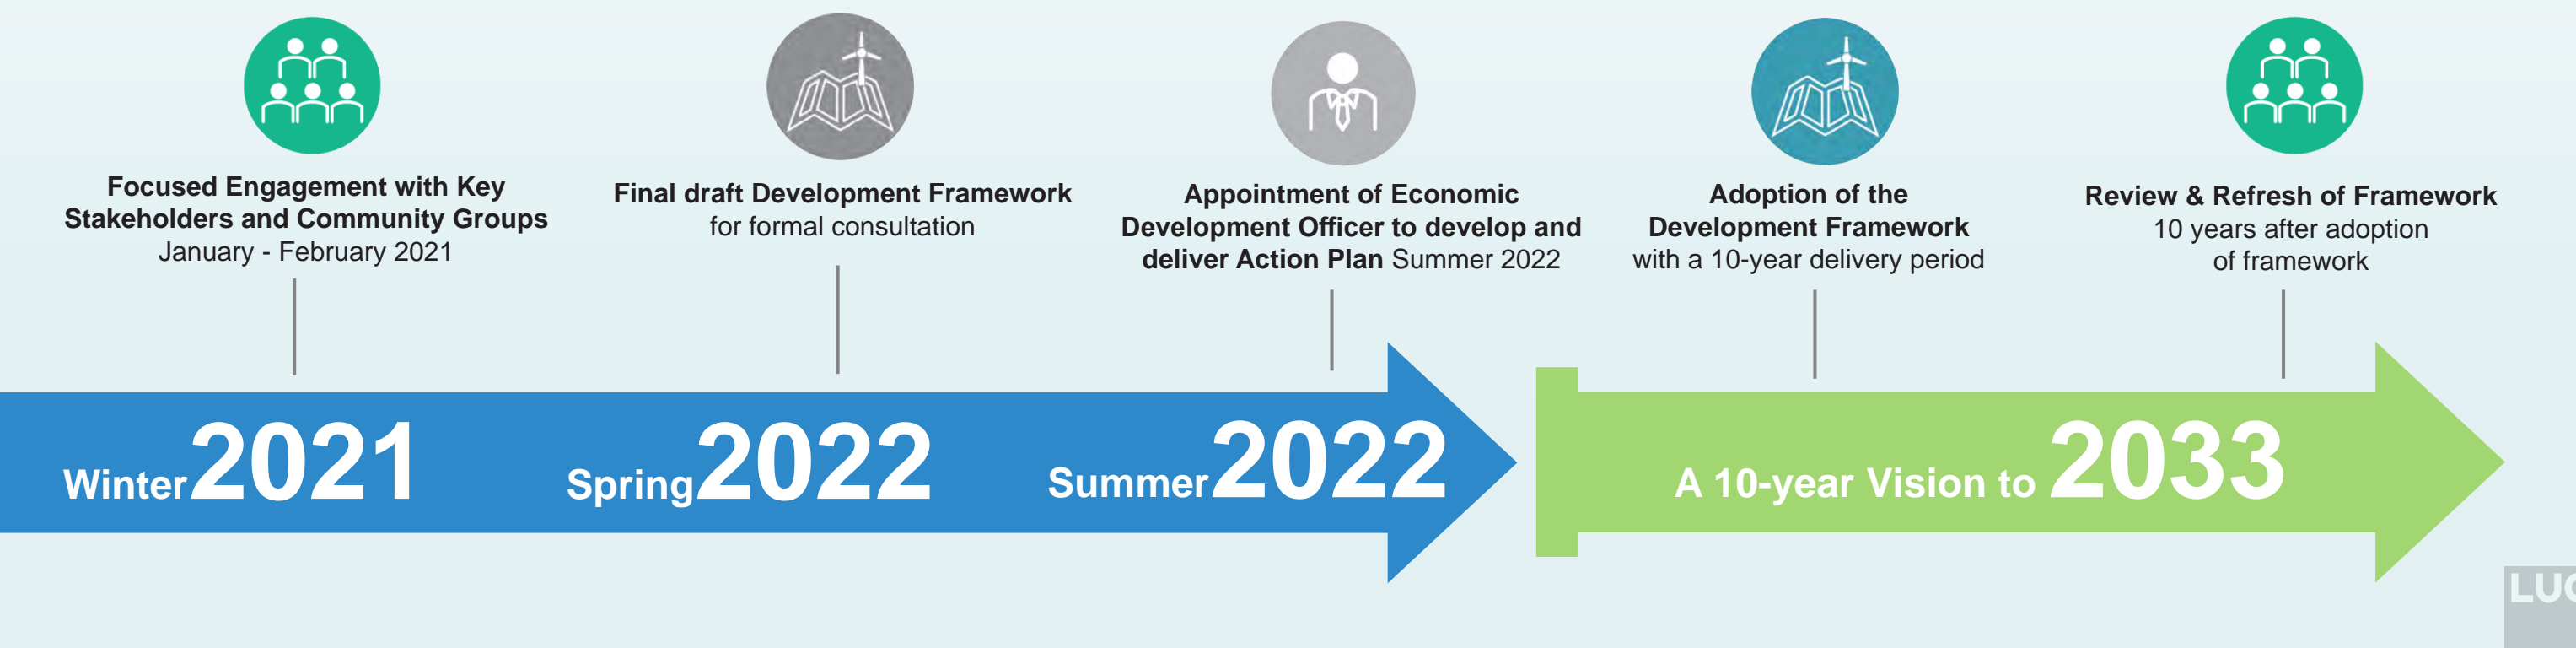 Focused Engagement with Key
Stakeholders and Community Groups
January - February 2021
Final draft Development Framework
for formal consultation
Appointment of Economic
Development Officer to develop and
deliver Action Plan Summer 2022
Adoption of the
Development Framework
with a 10-year delivery period
Review & Refresh of Framework
10 years after adoption
of framework
Winter 2021
Spring 2022
Summer 2022
A 10-year Vision to 2033